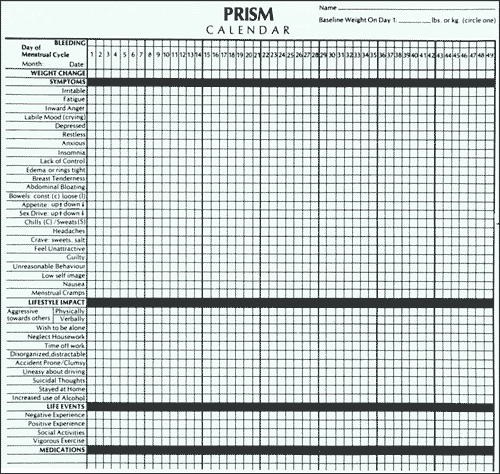 PRISM
CALENDAR
Name
Baseline Weight On Day 1: lbs. or kg (circle one)
BLEEDING
Day of
Menstrual Cycle
1 2 3 4 5 6 7 8 9 10 11 12 13 14 15 16 17 18 19 20 21 22 23 24 25 26 27 28 29 30 31 32 33 34 35 36 37 38 39 40 41 42 43 44 45 46 47 48 49
Month: Date
WEIGHT CHANGE
SYMPTOMS
Irritable
Fatigue
Inward Anger
Labile Mood (crying)
Depressed
Restless
Anxious
Insomnia
Lack of Control
Edema or rings tight
Breast Tenderness
Abdominal Bloating
Bowels: const.(c) loose (l)
Appetite: up↑ down↓
Sex Drive: up↑ down↓
Chills (C) /Sweats(S)
Headaches
Crave: sweets, salt
Feel Unattractive
Guilty
Unreasonable Behaviour
Low self image
Nausea
Menstrual Cramps
LIFESTYLE IMPACT
Aggressive Physically
towards others Verbally
Wish to be alone
Neglect Housework
Time off work
Disorganized,distractable
Accident Prone/Clumsy
Uneasy about driving
Suicidal Thoughts
Stayed at Home
Increased use of Alcohol
LIFE EVENTS
Negative Experience
Positive Experience
Social Activities
Vigorous Exercise
MEDICATIONS